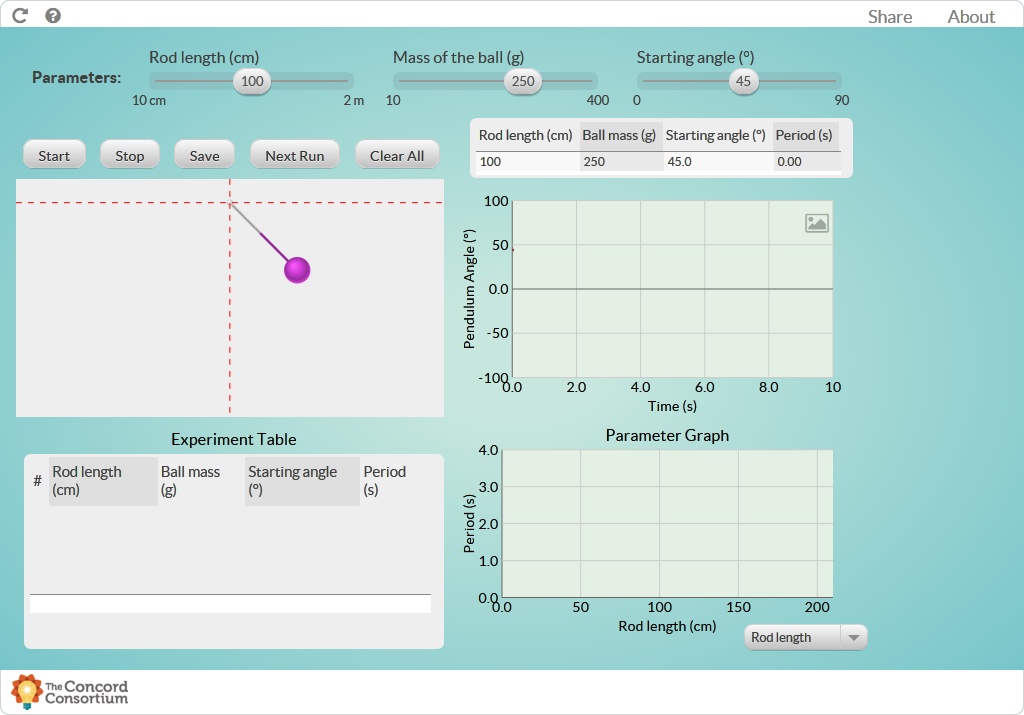 Share About
Parameters:
Rod length (cm)
100
10 cm 2 m
Mass of the ball (g)
250
10 400
Starting angle (º)
45
0 90
Start Stop Save Next Run Clear All
Rod length (cm) Ball mass (g) Starting angle (º) Period (s)
100 250 45.0 0.00
Pendulum Angle (°)
100
50
0.0
-50
-100
0.0 2.0 4.0 6.0 8.0 10
Time (s)
Experiment Table
# Rod length (cm) Ball mass (g) Starting angle (º) Period (s)
Parameter Graph
Period (s)
4.0
3.0
2.0
1.0
0.0
0.0 50 100 150 200
Rod length (cm)
Rod length
The Concord
Consortium